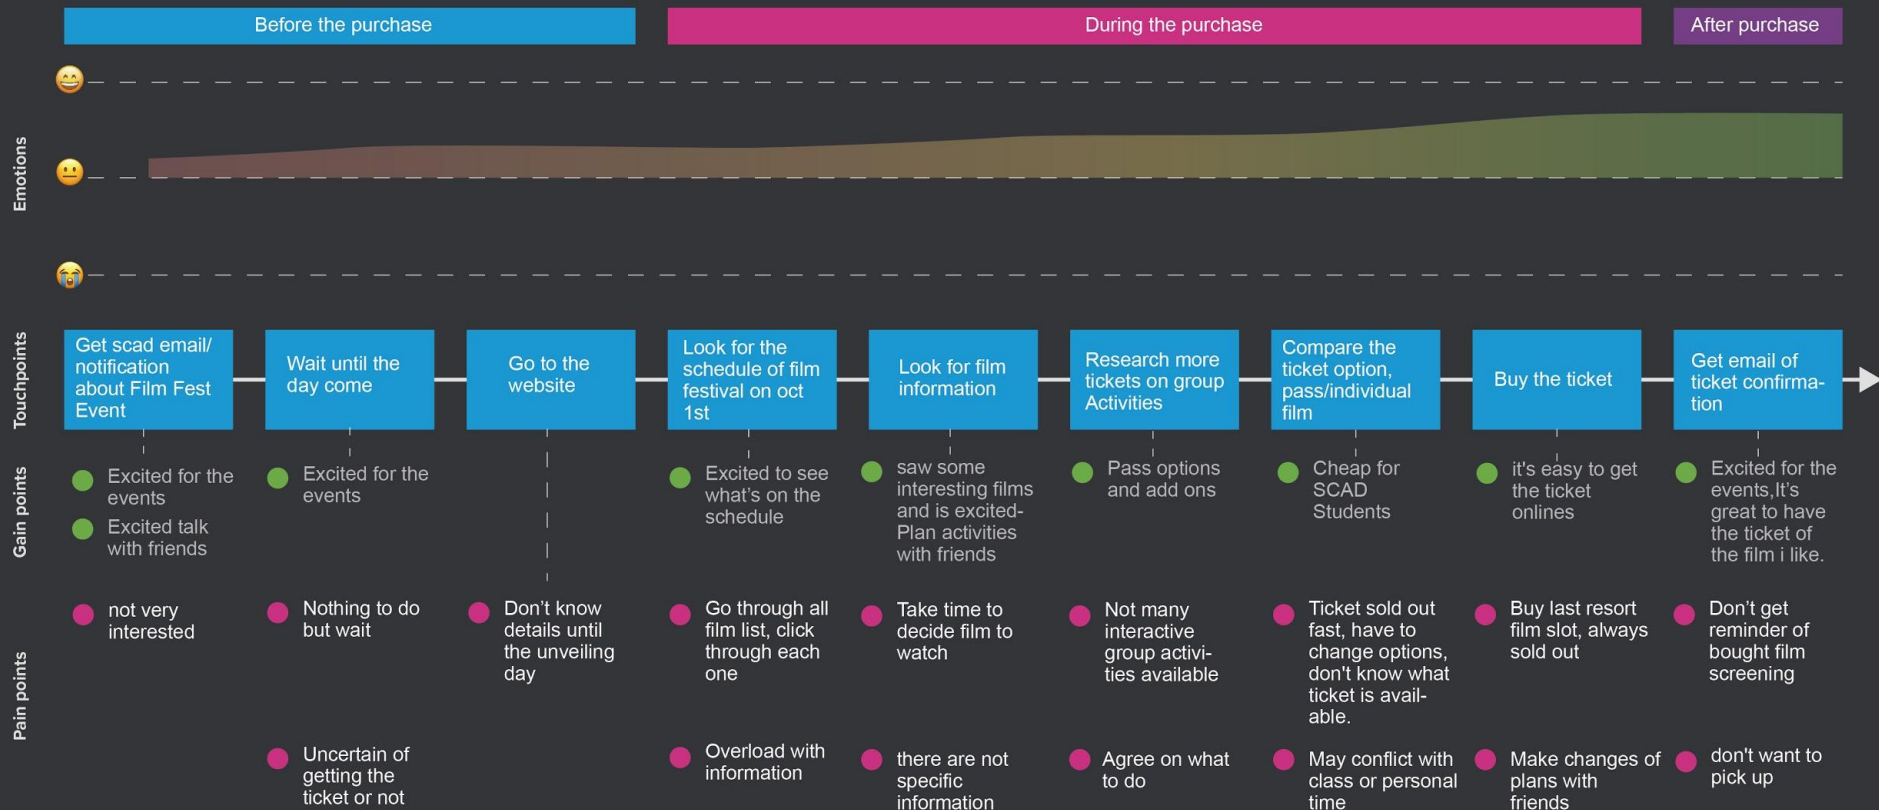 Before the purchase
During the purchase
After purchase
Emotions
Touchpoints
Get scad email/
notification
about Film Fest
Event
Wait until the
day come
Go to the
website
Look for the
schedule of film
festival on oct
1st
Look for film
information
Research more
tickets on group
Activities
Compare the
ticket option,
pass/individual
film
Buy the ticket
Get email of
ticket confirma-
tion
Gain points
Excited for the
events
Excited talk
with friends
Excited for the
events
Excited to see
what's on the
schedule
saw some
interesting films
and is excited-
Plan activities
with friends
Pass options
and add ons
Cheap for
SCAD
Students
it's easy to get
the ticket
onlines
Excited for the
events,It's
great to have
the ticket of
the film i like.
Pain points
not very
interested
Nothing to do
but wait
Uncertain of
getting the
ticket or not
Don't know
details until
the unveiling
day
Go through all
film list, click
through each
one
Overload with
information
Take time to
decide film to
watch
there are not
specific
information
Not many
interactive
group activi-
ties available
Agree on what
to do
Ticket sold out
fast, have to
change options,
don't know what
ticket is avail-
able.
May conflict with
class or personal
time
Buy last resort
film slot, always
sold out
Make changes of
plans with
friends
Don't get
reminder of
bought film
screening
don't want to
pick up